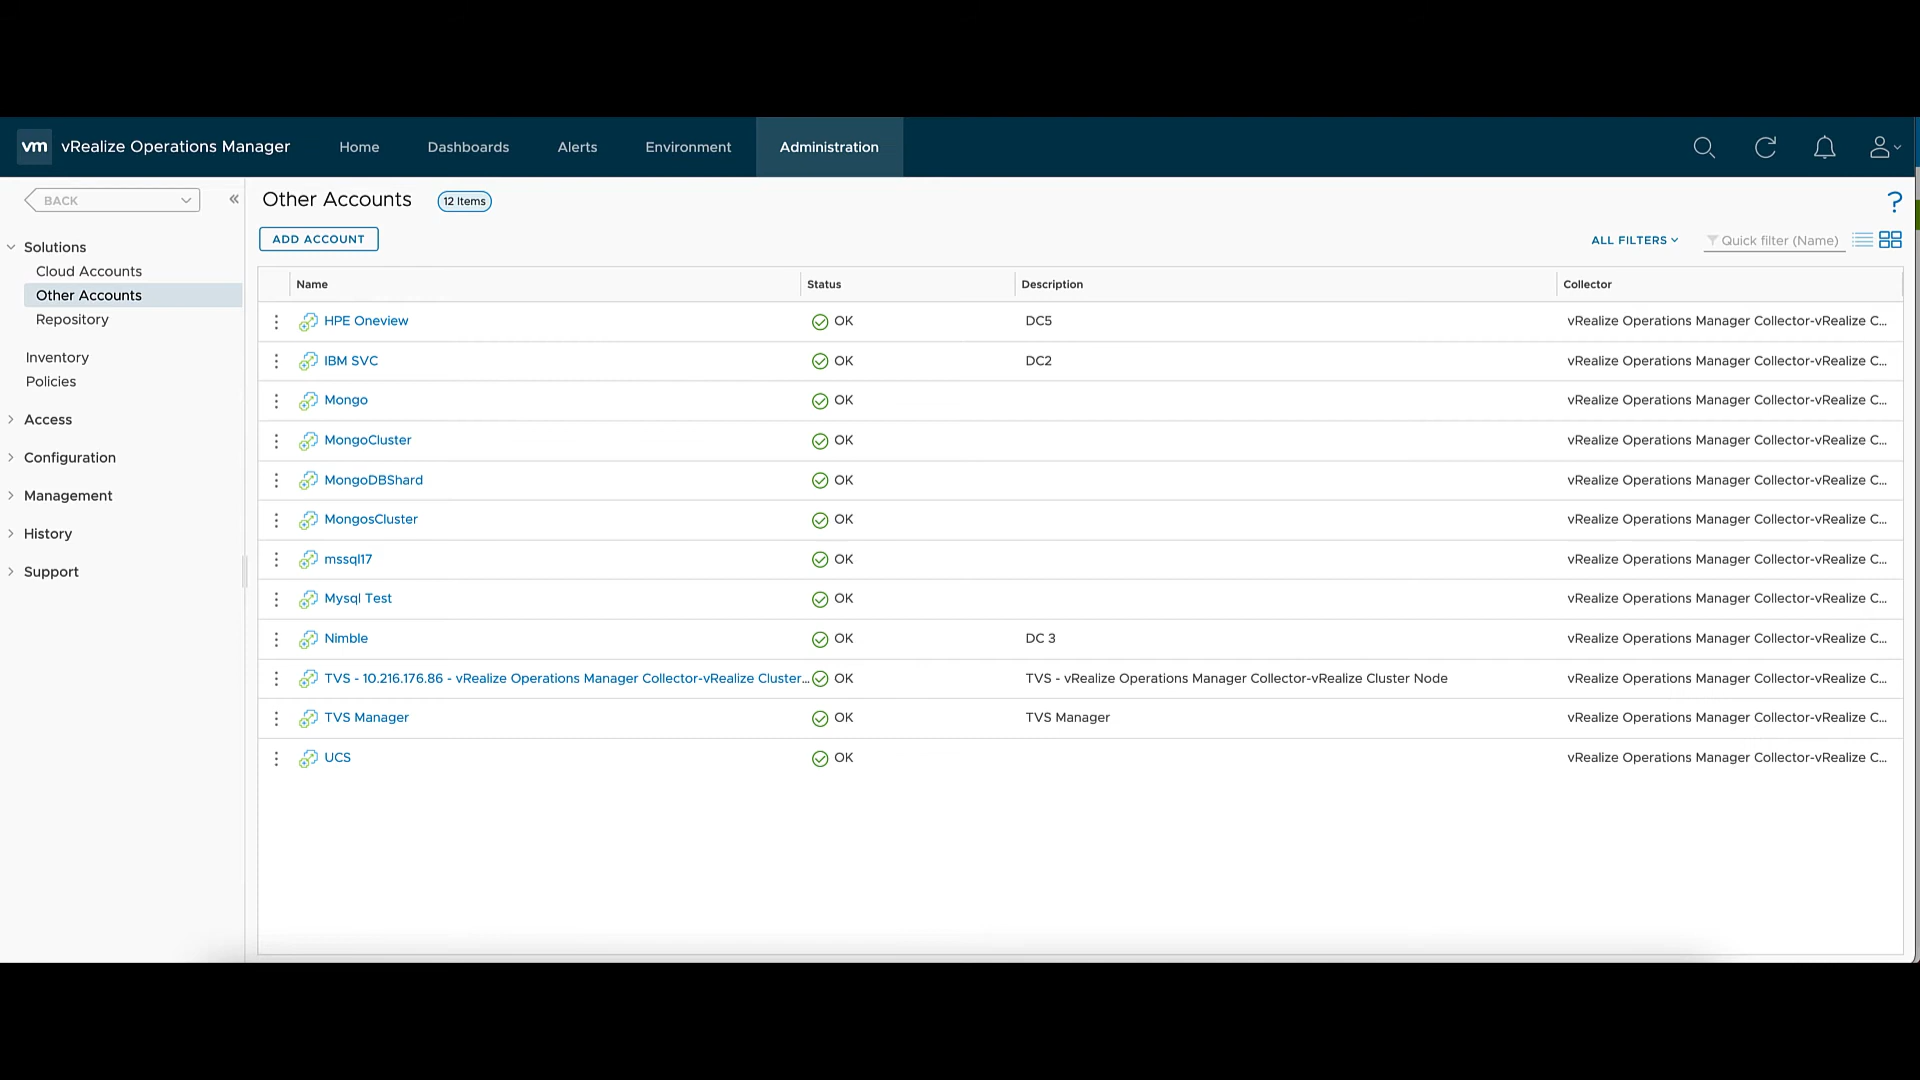 vm vRealize Operations Manager Home Dashboards Alerts Environment Administration
BACK
Other Accounts 12 Items
?
ADD ACCOUNT
ALL FILTERS Quick filter (Name)
Solutions
Cloud Accounts
Other Accounts
Repository
Inventory
Policies
Access
Configuration
Management
History
Support
Name Status Description Collector
HPE Oneview OK DC5 vRealize Operations Manager Collector-vRealize C...
IBM SVC OK DC2 vRealize Operations Manager Collector-vRealize C...
Mongo OK vRealize Operations Manager Collector-vRealize C...
MongoCluster OK vRealize Operations Manager Collector-vRealize C...
MongoDBShard OK vRealize Operations Manager Collector-vRealize C...
MongosCluster OK vRealize Operations Manager Collector-vRealize C...
mssql17 OK vRealize Operations Manager Collector-vRealize C...
Mysql Test OK vRealize Operations Manager Collector-vRealize C...
Nimble OK DC 3 vRealize Operations Manager Collector-vRealize C...
TVS - 10.216.176.86 - vRealize Operations Manager Collector-vRealize Cluster... OK TVS - vRealize Operations Manager Collector-vRealize Cluster Node vRealize Operations Manager Collector-vRealize C...
TVS Manager OK TVS Manager vRealize Operations Manager Collector-vRealize C...
UCS OK vRealize Operations Manager Collector-vRealize C...